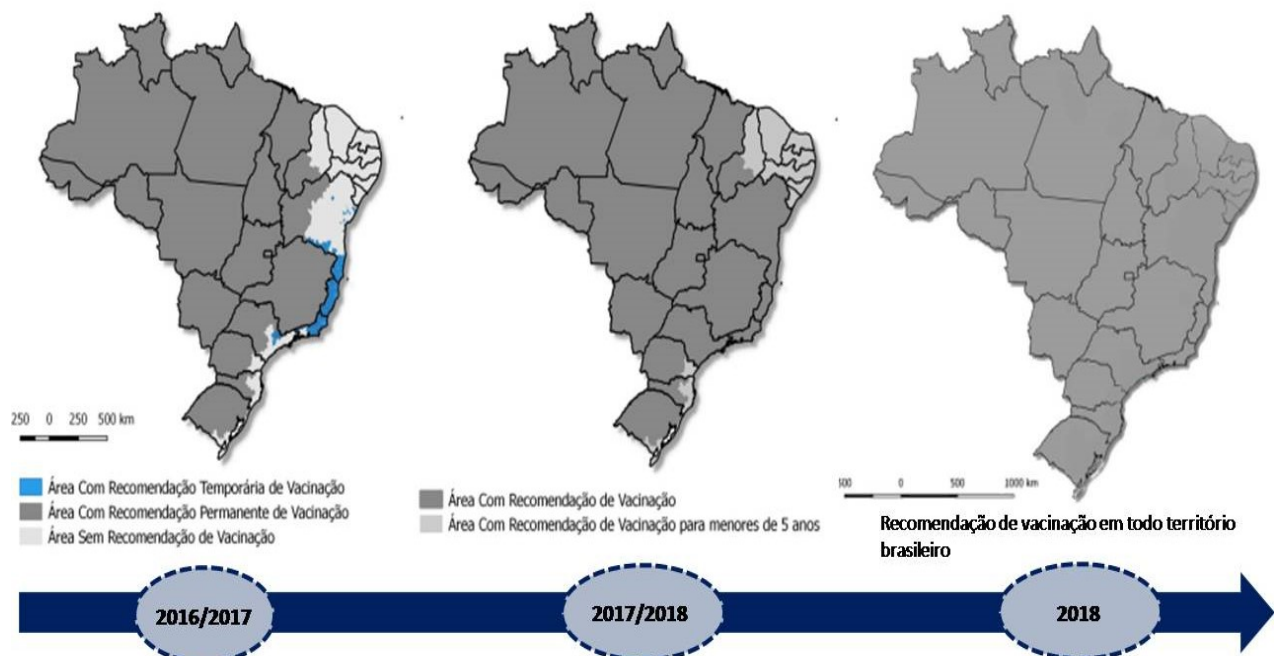 250 0 250 500 km
Área Com Recomendação Temporária de Vacinação
Área Com Recomendação Permanente de Vacinação
Área Sem Recomendação de Vacinação
Área Com Recomendação de Vacinação
Área Com Recomendação de Vacinação para menores de 5 anos
500 0 500 1000 km
Recomendação de vacinação em todo território
brasileiro
2016/2017
2017/2018
2018